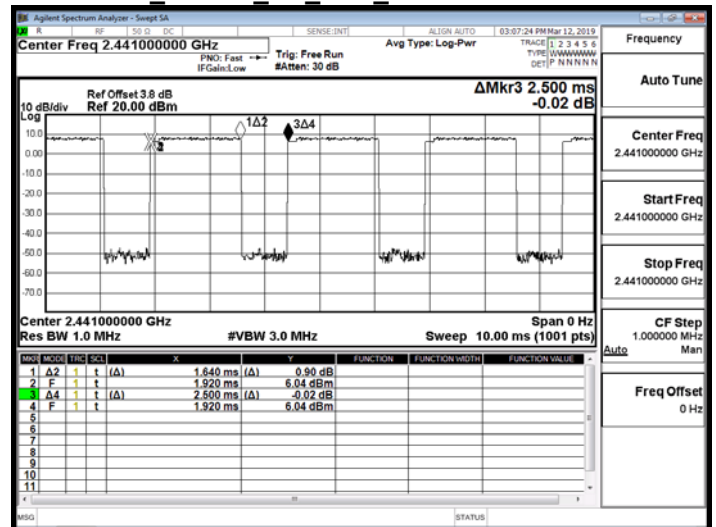 Agilent Spectrum Analyzer - Swept SA
R RF 50 Ω DC SENSE:INT ALIGN AUTO 03:07:24 PM Mar 12, 2019
Center Freq 2.441000000 GHz
PNO: Fast
IFGain:Low
Trig: Free Run
#Atten: 30 dB
Avg Type: Log-Pwr
TRACE 1 2 3 4 5 6
TYPE WWWWWW
DET P N N N N N
Frequency
Ref Offset 3.8 dB
10 dB/div Ref 20.00 dBm
ΔMkr3 2.500 ms
-0.02 dB
Log
10.0
0.00
-10.0
-20.0
-30.0
-40.0
-50.0
-60.0
-70.0
1Δ2
3Δ4
Center 2.441000000 GHz Span 0 Hz
Res BW 1.0 MHz #VBW 3.0 MHz Sweep 10.00 ms (1001 pts)
MKR MODE TRC SCL X Y FUNCTION FUNCTION WIDTH FUNCTION VALUE
1 Δ2 1 t (Δ) 1.640 ms (Δ) 0.90 dB
2 F 1 t 1.920 ms 6.04 dBm
3 Δ4 1 t (Δ) 2.500 ms (Δ) -0.02 dB
4 F 1 t 1.920 ms 6.04 dBm
5
6
7
8
9
10
11
MSG STATUS
Auto Tune
Center Freq
2.441000000 GHz
Start Freq
2.441000000 GHz
Stop Freq
2.441000000 GHz
CF Step
1.000000 MHz
Auto Man
Freq Offset
0 Hz